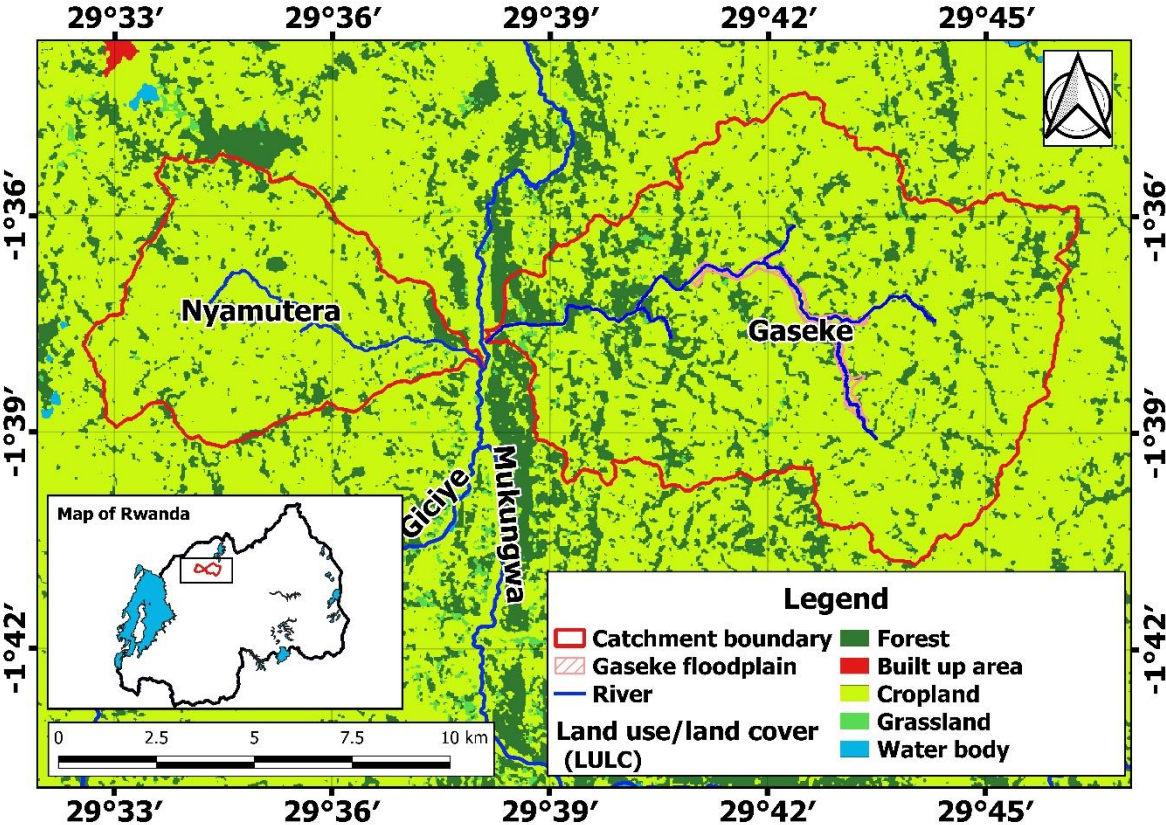 29°33′ 29°36′ 29°39′ 29°42′ 29°45′
-1°36′ -1°36′
Nyamutera
Gaseke
-1°39′ -1°39′
Giciye
Mukungwa
Map of Rwanda
-1°42′ -1°42′
Legend
Catchment boundary
Gaseke floodplain
River
Land use/land cover
(LULC)
Forest
Built up area
Cropland
Grassland
Water body
0 2.5 5 7.5 10 km
29°33′ 29°36′ 29°39′ 29°42′ 29°45′